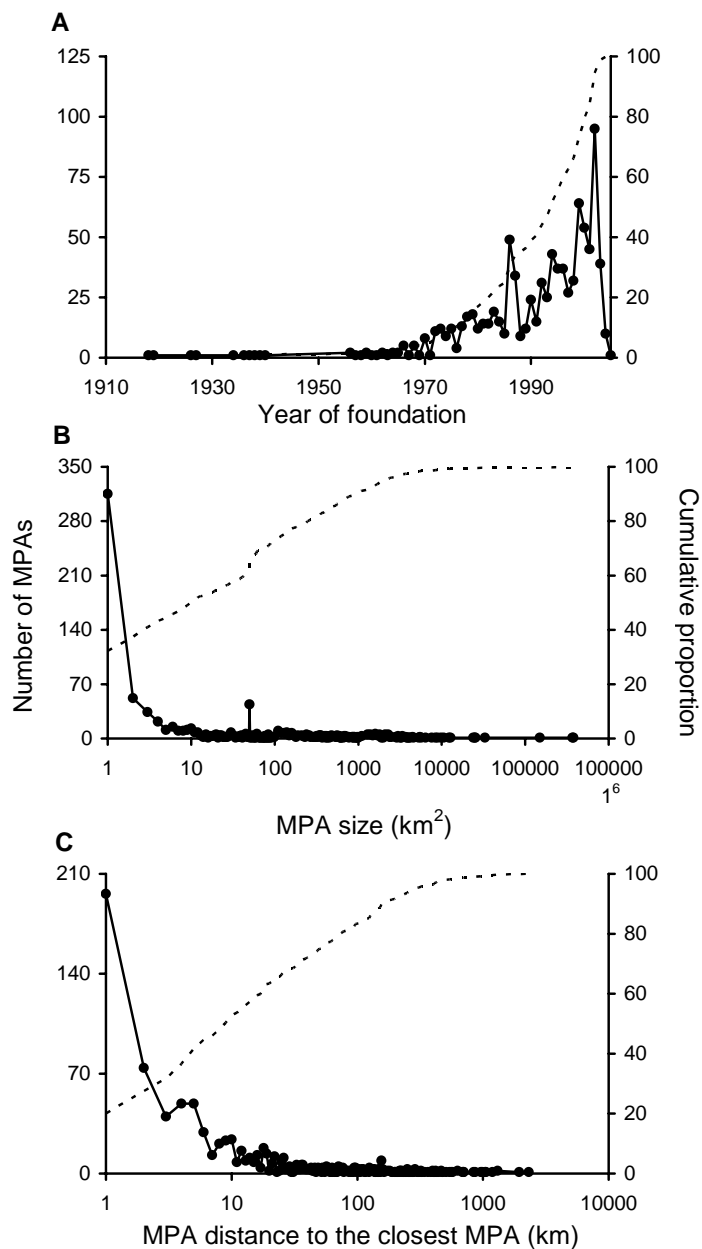 A
125 100
100 80
75 60
50 40
25 20
0 0
1910 1930 1950 1970 1990
Year of foundation
B
350 100
280 80
210 60
140 40
70 20
0 0
Number of MPAs
Cumulative proportion
1 10 100 1000 10000 100000 100000
1⁶
MPA size (km²)
C
210 100
80
140 60
70 40
20
0 0
1 10 100 1000 10000
MPA distance to the closest MPA (km)